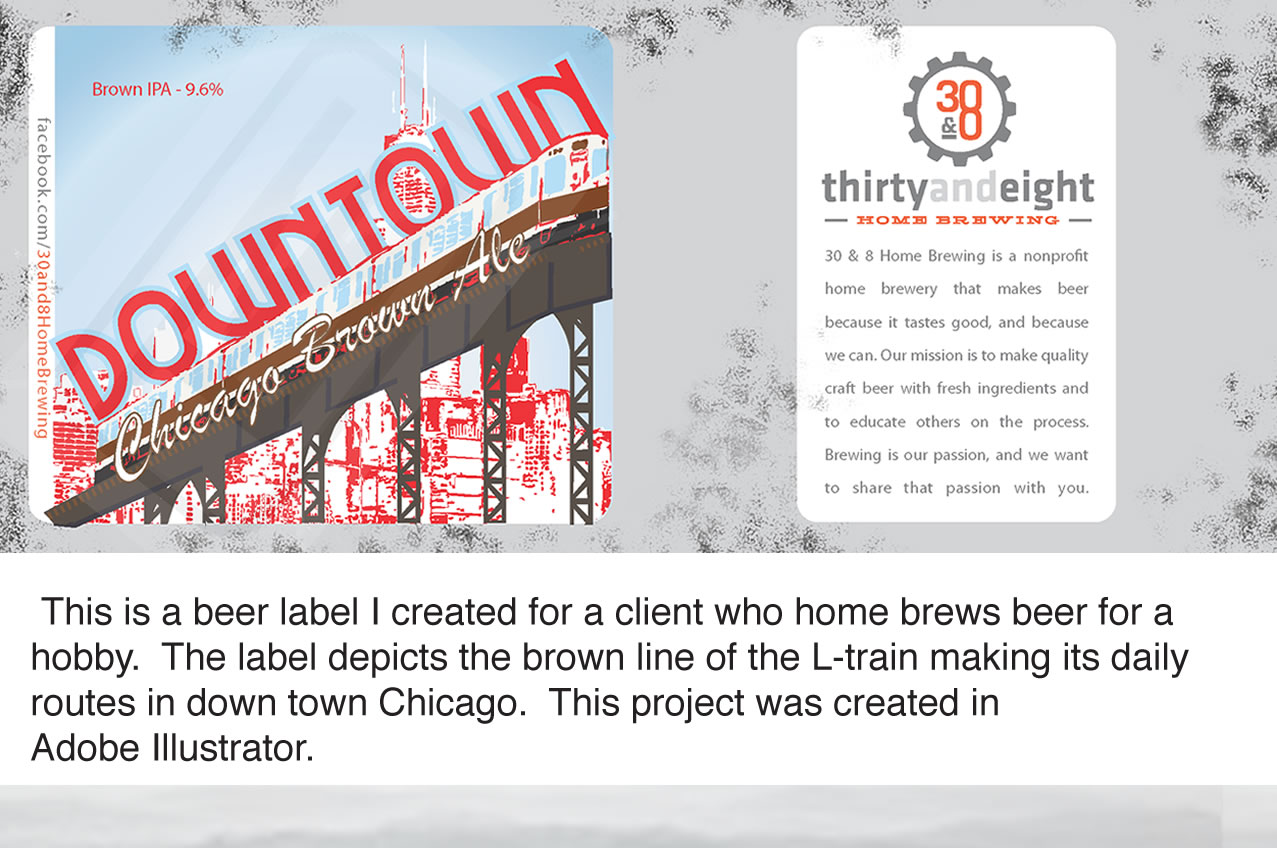 Brown IPA - 9.6%
facebook.com/30and8HomeBrewing
DOWNTOWN
Chicago Brown Ale
30
&
8
thirtyandeight
HOME BREWING
30 & 8 Home Brewing is a nonprofit
home brewery that makes beer
because it tastes good, and because
we can. Our mission is to make quality
craft beer with fresh ingredients and
to educate others on the process.
Brewing is our passion, and we want
to share that passion with you.
This is a beer label I created for a client who home brews beer for a
hobby.  The label depicts the brown line of the L-train making its daily
routes in down town Chicago.  This project was created in
Adobe Illustrator.